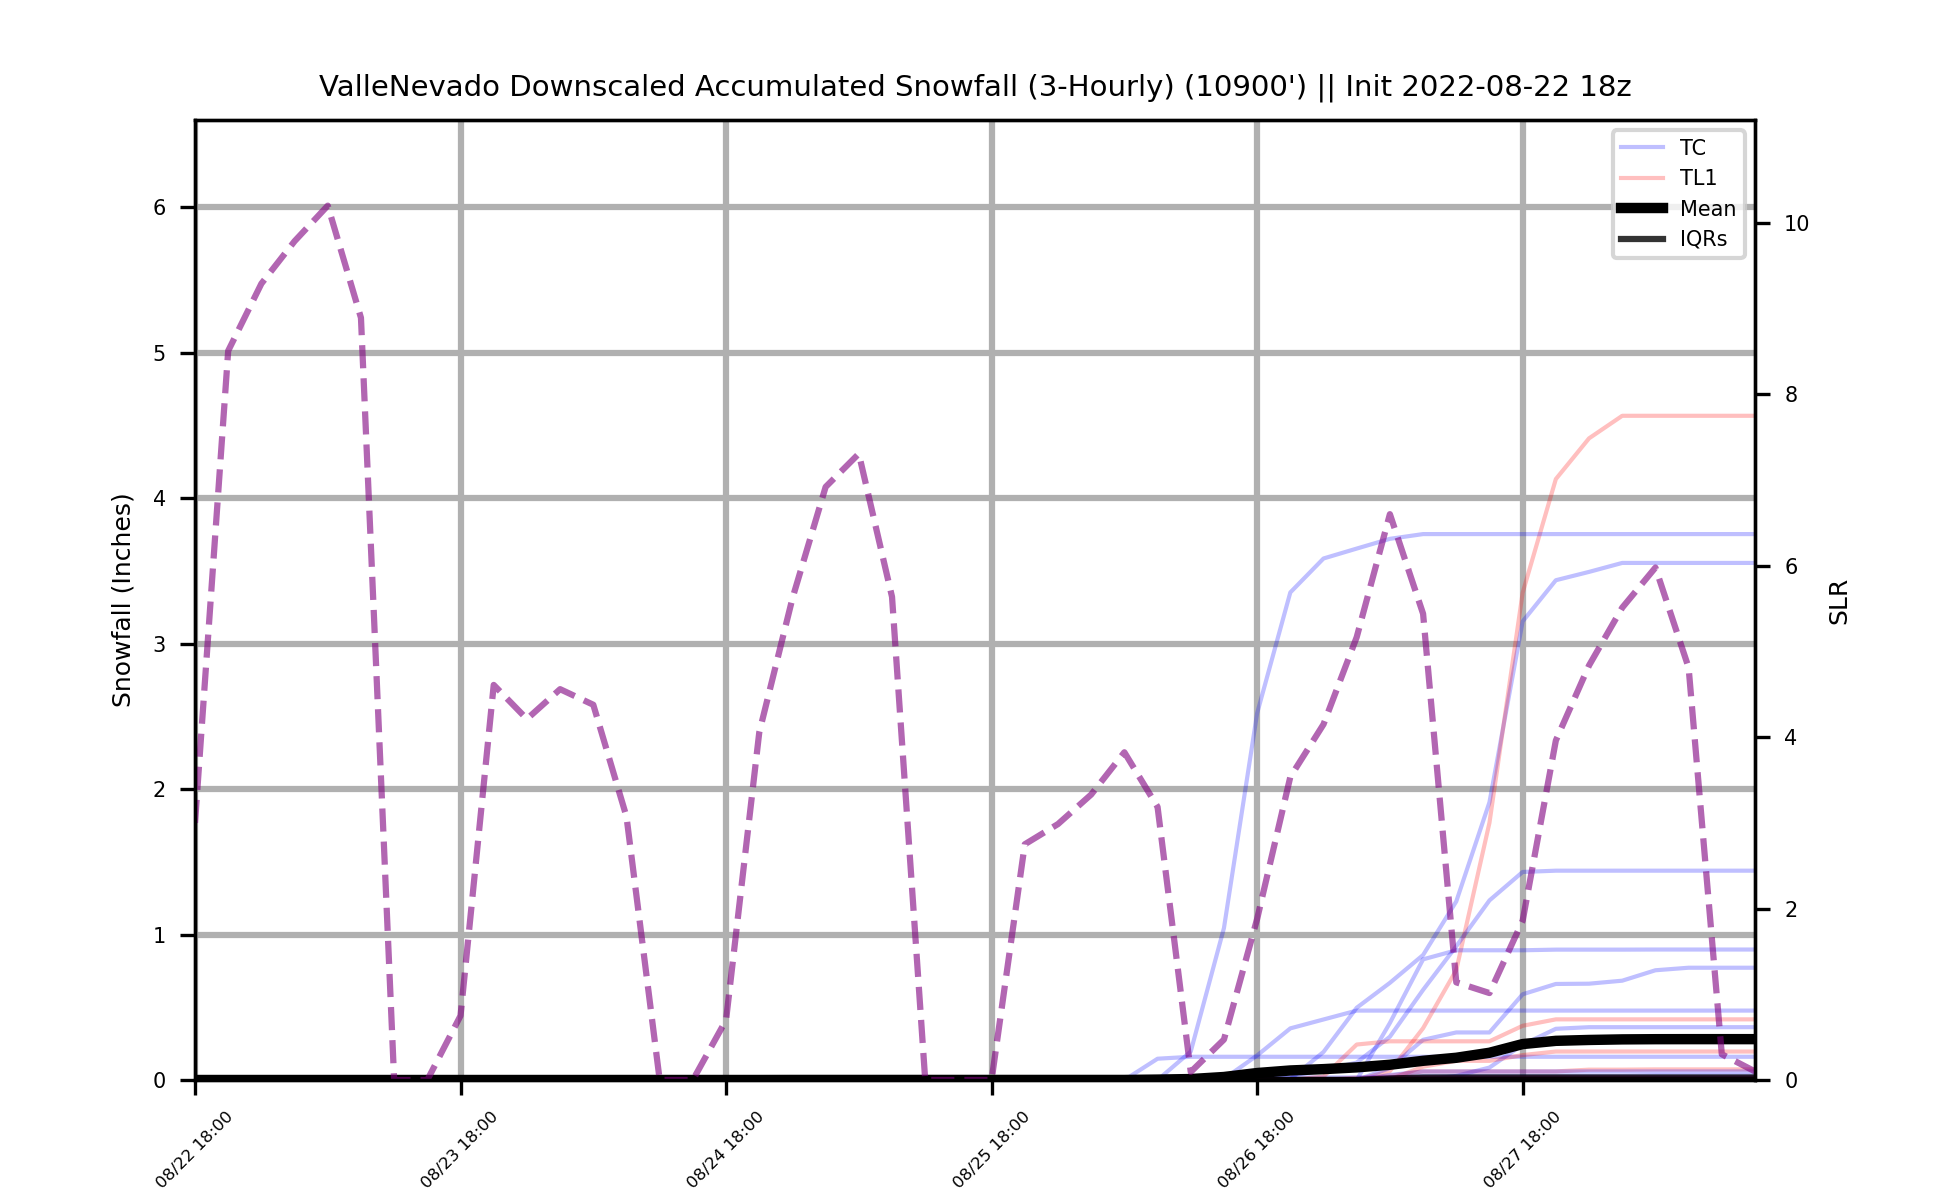 ValleNevado Downscaled Accumulated Snowfall (3-Hourly) (10900') || Init 2022-08-22 18z
TC
TL1
Mean
IQRs
Snowfall (Inches)
6
5
4
3
2
1
0
10
8
6
4
2
0
SLR
08/22 18:00
08/23 18:00
08/24 18:00
08/25 18:00
08/26 18:00
08/27 18:00